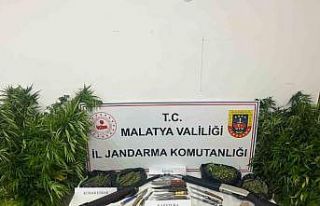 T.C.
MALATYA VALİLİĞİ
İL JANDARMA KOMUTANLIĞI